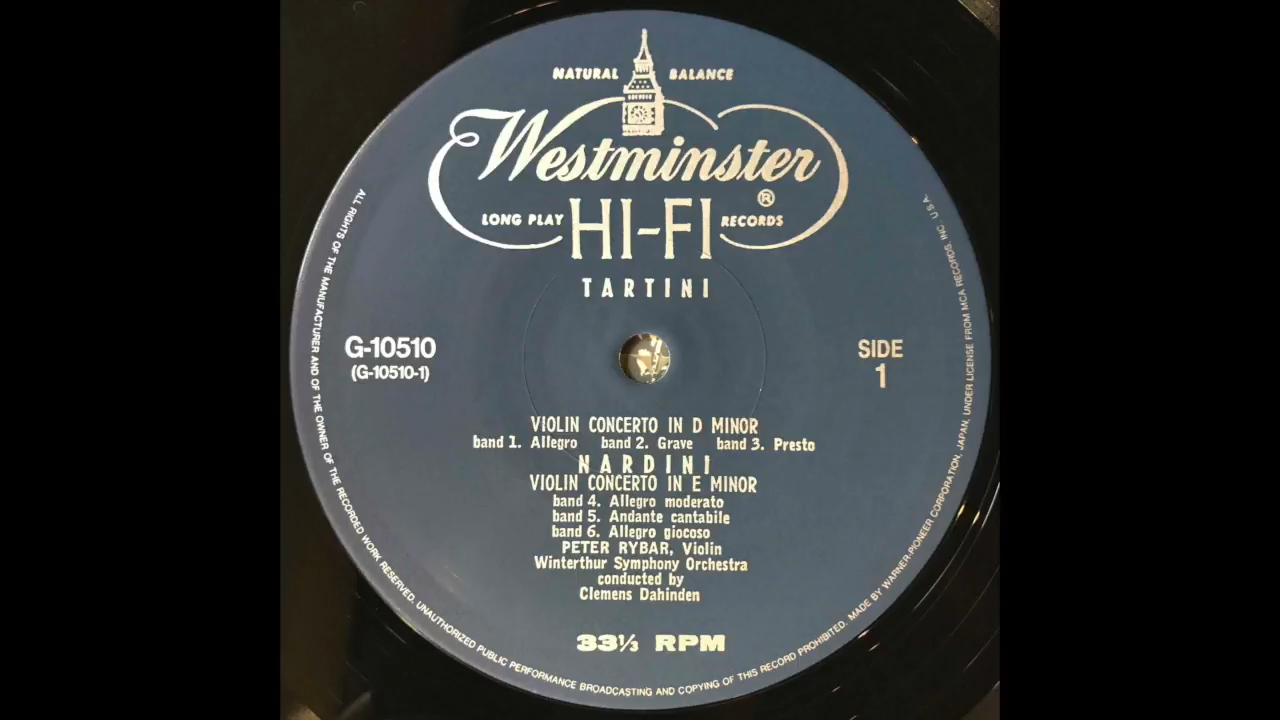 NATURAL BALANCE
Westminster ®
LONG PLAY HI-FI RECORDS
TARTINI
G-10510
(G-10510-1)
SIDE
1
VIOLIN CONCERTO IN D MINOR
band 1. Allegro band 2. Grave band 3. Presto
NARDINI
VIOLIN CONCERTO IN E MINOR
band 4. Allegro moderato
band 5. Andante cantabile
band 6. Allegro giocoso
PETER RYBAR, Violin
Winterthur Symphony Orchestra
conducted by
Clemens Dahinden
33⅓ RPM
ALL RIGHTS OF THE MANUFACTURER AND OF THE OWNER OF THE RECORDED WORK RESERVED. UNAUTHORIZED PUBLIC PERFORMANCE BROADCASTING AND COPYING OF THIS RECORD PROHIBITED. MADE BY WARNER-PIONEER CORPORATION, JAPAN, UNDER LICENSE FROM MCA RECORDS, INC. U.S.A.